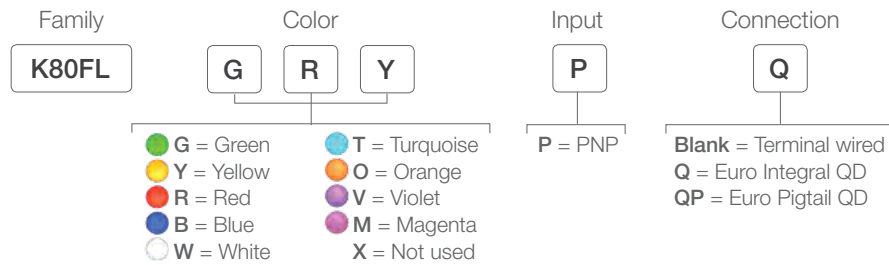 Family Color Input Connection
K80FL G R Y P Q
G = Green T = Turquoise P = PNP Blank = Terminal wired
Y = Yellow O = Orange Q = Euro Integral QD
R = Red V = Violet QP = Euro Pigtail QD
B = Blue M = Magenta
W = White X = Not used